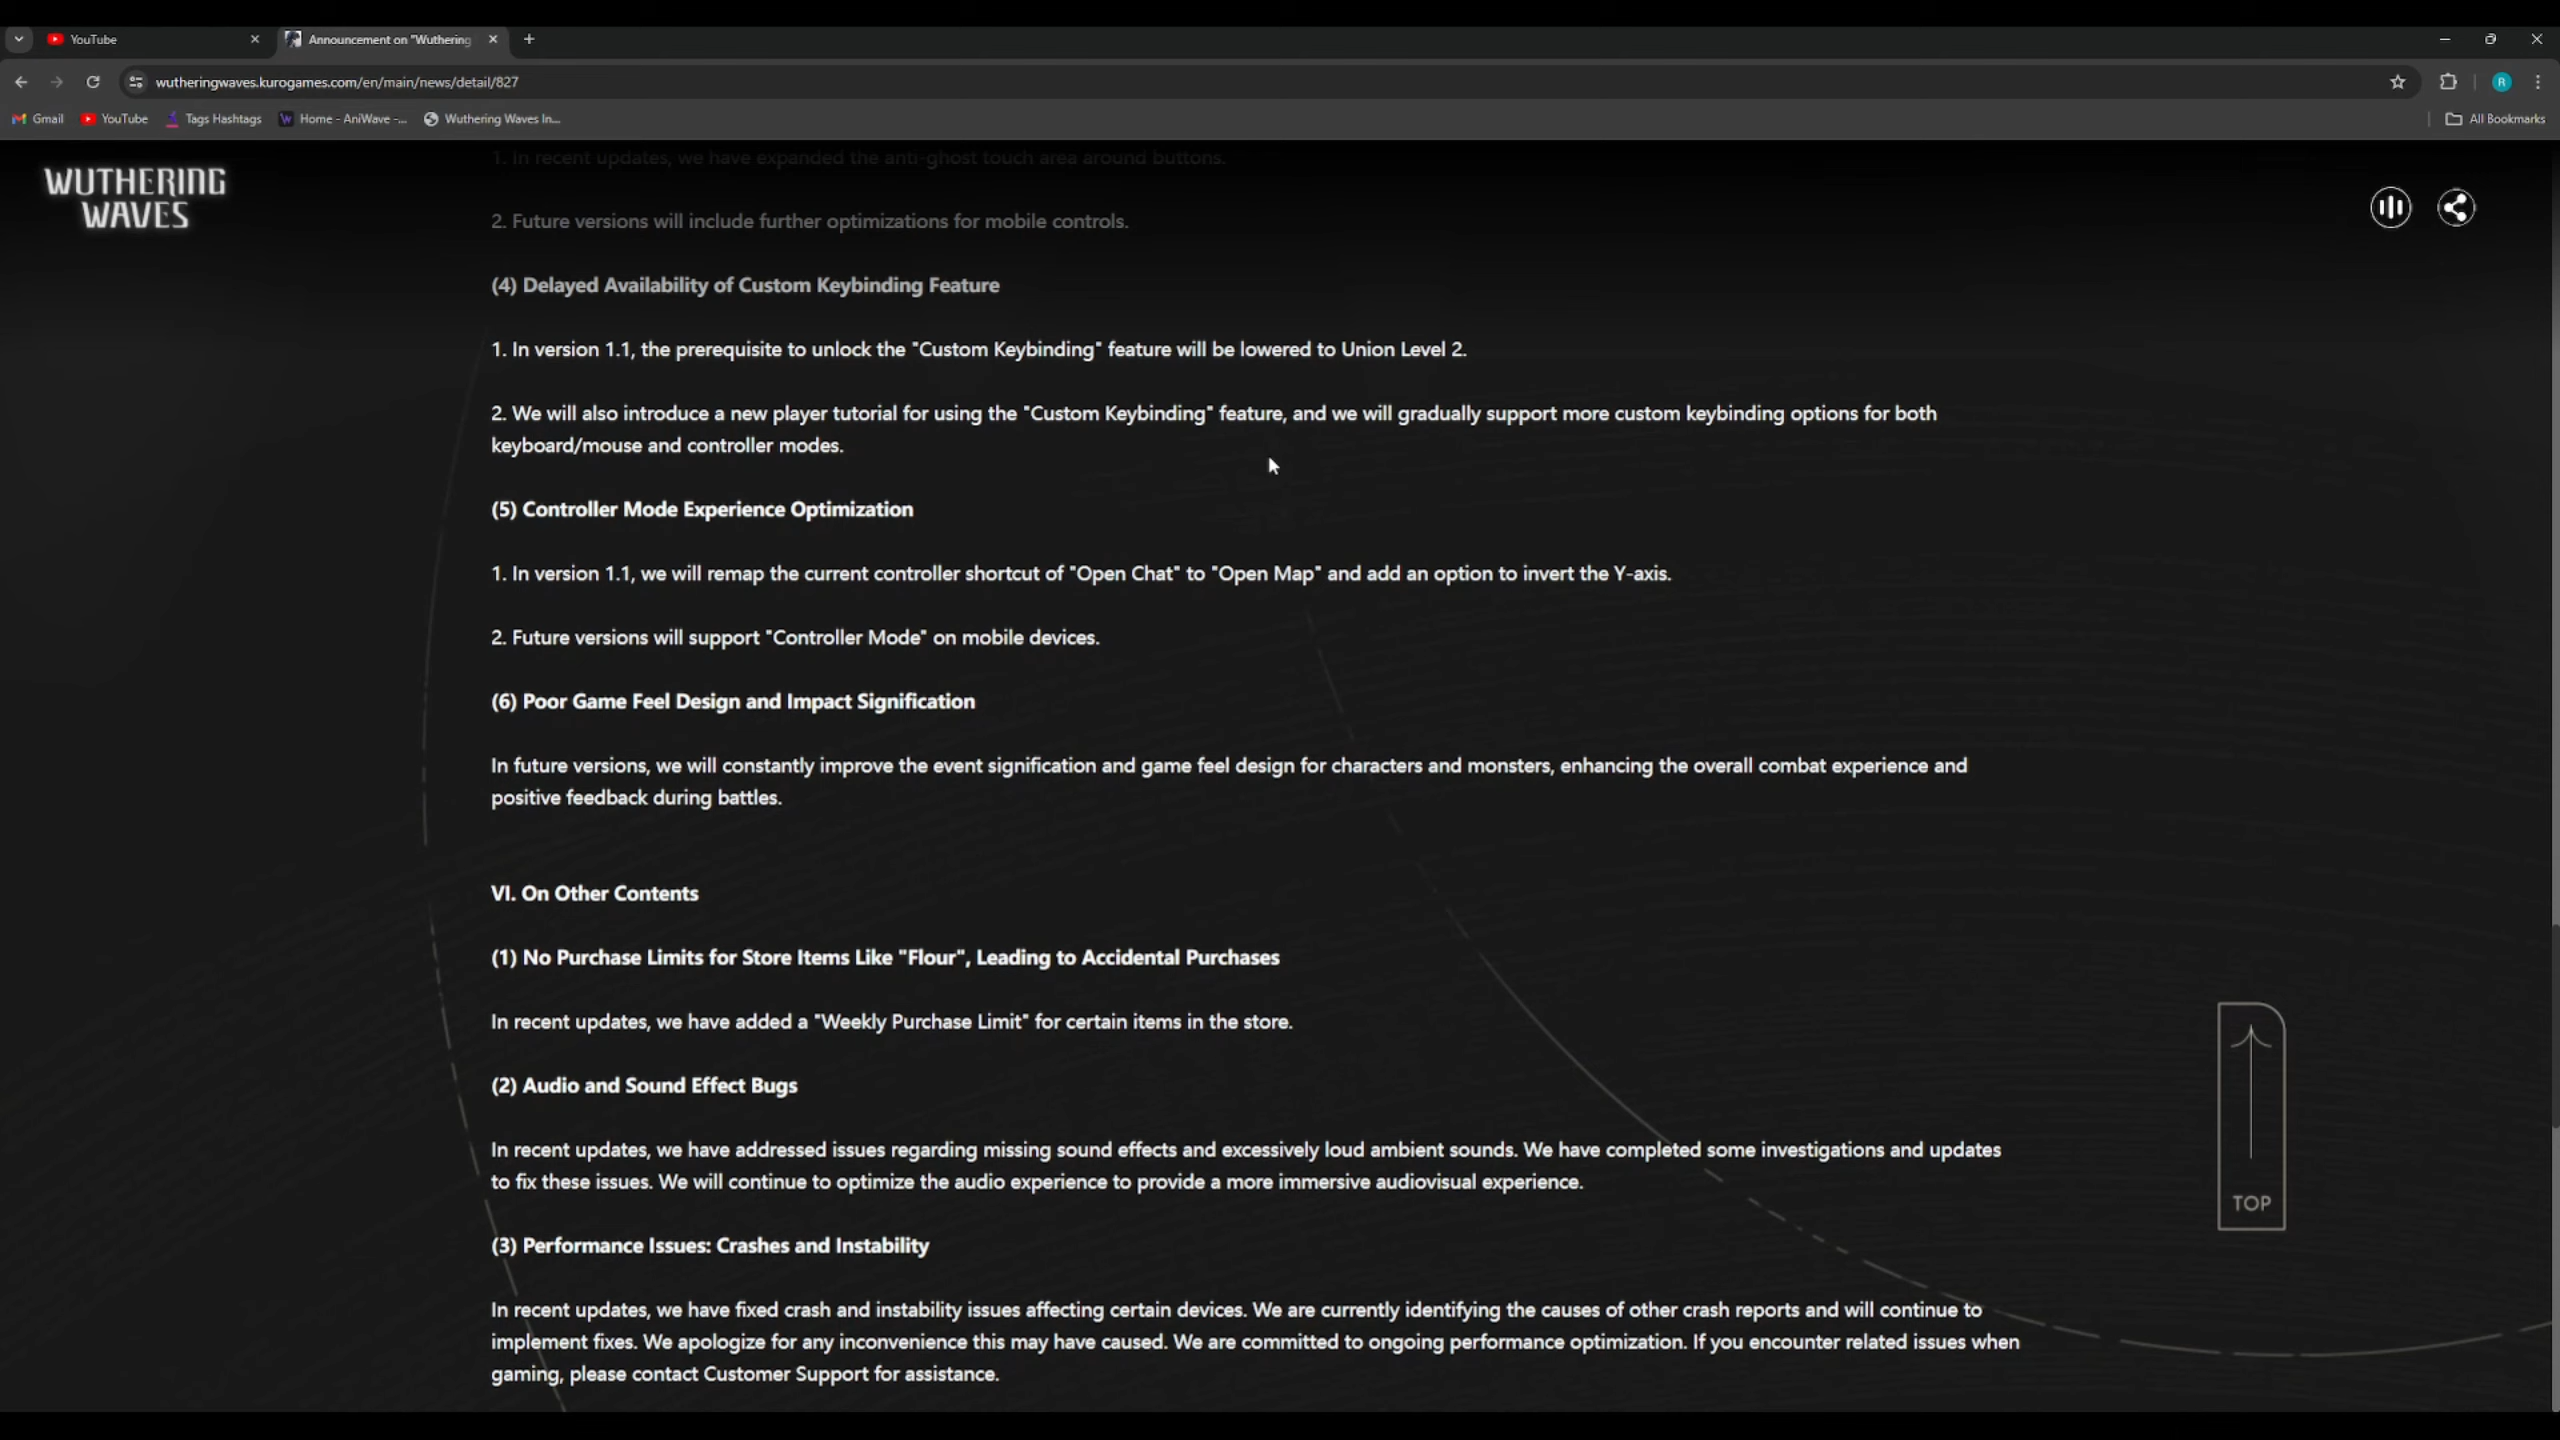 YouTube
Announcement on "Wuthering
wutheringwaves.kurogames.com/en/main/news/detail/827
R
Gmail
YouTube
Tags Hashtags
Home - AniWave -...
Wuthering Waves In...
All Bookmarks
WUTHERING
WAVES
1. In recent updates, we have expanded the anti-ghost touch area around buttons.
2. Future versions will include further optimizations for mobile controls.
(4) Delayed Availability of Custom Keybinding Feature
1. In version 1.1, the prerequisite to unlock the "Custom Keybinding" feature will be lowered to Union Level 2.
2. We will also introduce a new player tutorial for using the "Custom Keybinding" feature, and we will gradually support more custom keybinding options for both
keyboard/mouse and controller modes.
(5) Controller Mode Experience Optimization
1. In version 1.1, we will remap the current controller shortcut of "Open Chat" to "Open Map" and add an option to invert the Y-axis.
2. Future versions will support "Controller Mode" on mobile devices.
(6) Poor Game Feel Design and Impact Signification
In future versions, we will constantly improve the event signification and game feel design for characters and monsters, enhancing the overall combat experience and
positive feedback during battles.
VI. On Other Contents
(1) No Purchase Limits for Store Items Like "Flour", Leading to Accidental Purchases
In recent updates, we have added a "Weekly Purchase Limit" for certain items in the store.
(2) Audio and Sound Effect Bugs
In recent updates, we have addressed issues regarding missing sound effects and excessively loud ambient sounds. We have completed some investigations and updates
to fix these issues. We will continue to optimize the audio experience to provide a more immersive audiovisual experience.
(3) Performance Issues: Crashes and Instability
In recent updates, we have fixed crash and instability issues affecting certain devices. We are currently identifying the causes of other crash reports and will continue to
implement fixes. We apologize for any inconvenience this may have caused. We are committed to ongoing performance optimization. If you encounter related issues when
gaming, please contact Customer Support for assistance.
TOP